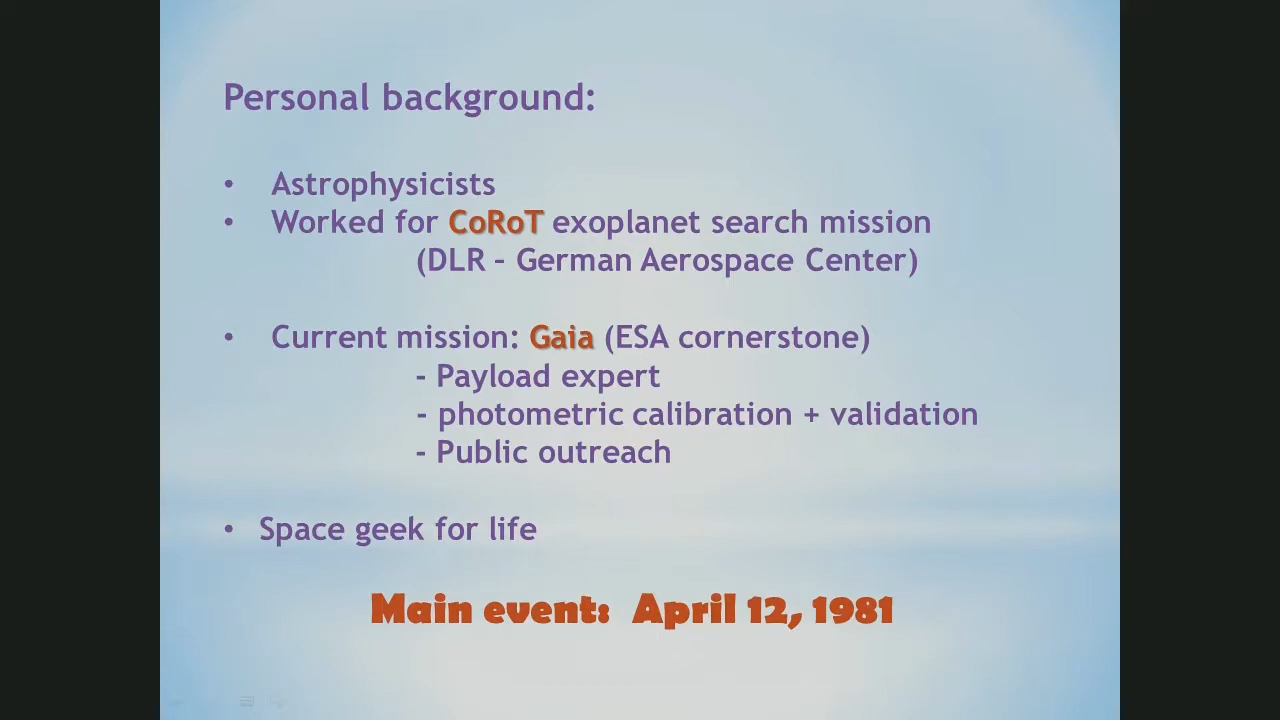 Personal background:
• Astrophysicists
• Worked for CoRoT exoplanet search mission
(DLR – German Aerospace Center)
• Current mission: Gaia (ESA cornerstone)
- Payload expert
- photometric calibration + validation
- Public outreach
• Space geek for life
Main event: April 12, 1981